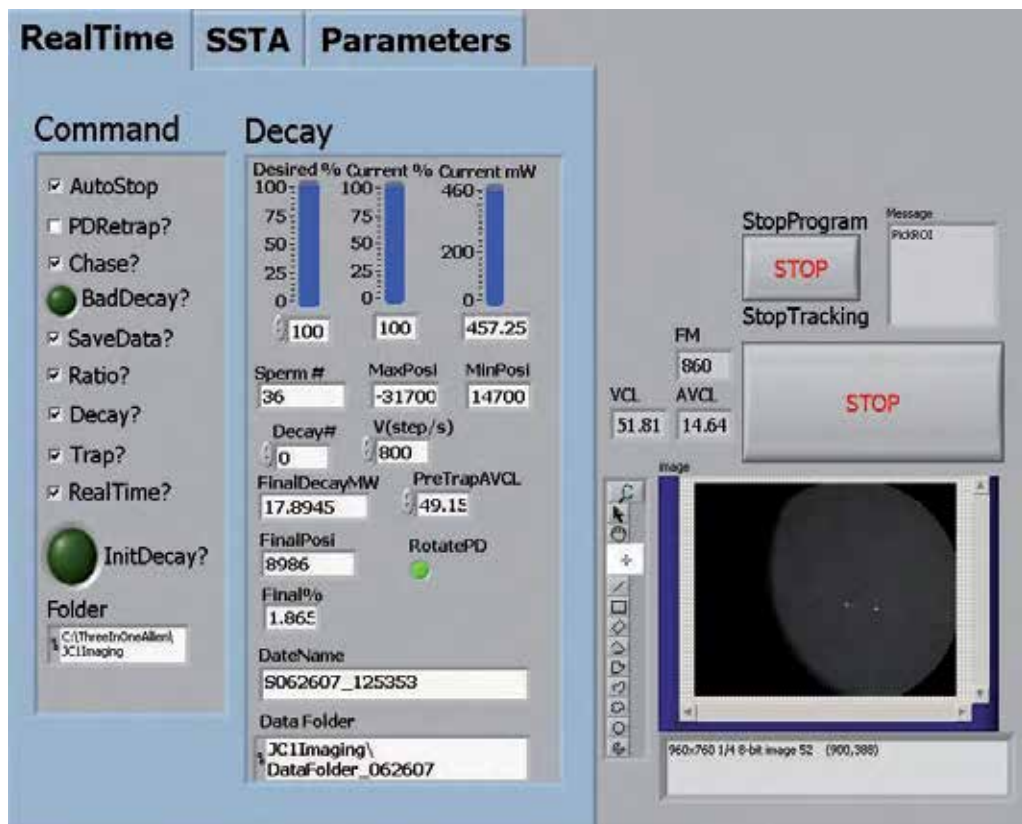 RealTime SSTA Parameters
Command
AutoStop
PDRetrap?
Chase?
BadDecay?
SaveData?
Ratio?
Decay?
Trap?
RealTime?
InitDecay?
Folder
C:\ThreeInOneAllen\
JC1Imaging
Decay
Desired % Current % Current mW
100 100 460
75 75
50 50 200
25 25
0 0 0
100 100 457.25
Sperm # MaxPosi MinPosi
36 -31700 14700
Decay# V(step/s)
0 800
FinalDecayMW PreTrapAVCL
17.8945 49.15
FinalPosi RotatePD
8986
Final%
1.865
DateName
S062607_125353
Data Folder
JC1Imaging\
DataFolder_062607
StopProgram Message
STOP PickROI
StopTracking
STOP
FM
860
VCL AVCL
51.81 14.64
image
960x760 1/4 8-bit image 52 (900,388)